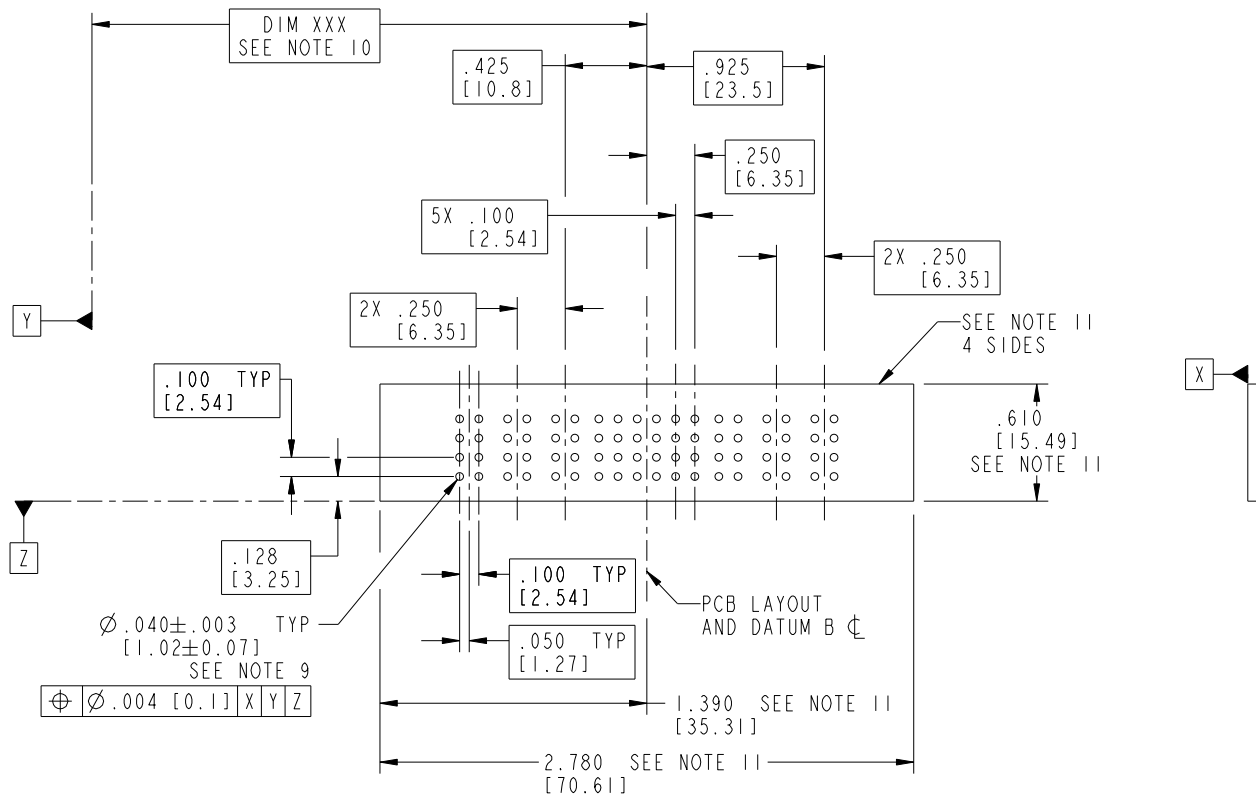 DIM XXX
SEE NOTE 10
.425
[10.8]
.925
[23.5]
.250
[6.35]
5X .100
[2.54]
2X .250
[6.35]
2X .250
[6.35]
Y
SEE NOTE 11
4 SIDES
X
.100 TYP
[2.54]
.610
[15.49]
SEE NOTE 11
Z
.128
[3.25]
.100 TYP
[2.54]
PCB LAYOUT
AND DATUM B ℄
Ø.040±.003 TYP
[1.02±0.07]
SEE NOTE 9
.050 TYP
[1.27]
⌖ Ø.004 [0.1] X Y Z
1.390 SEE NOTE 11
[35.31]
2.780 SEE NOTE 11
[70.61]